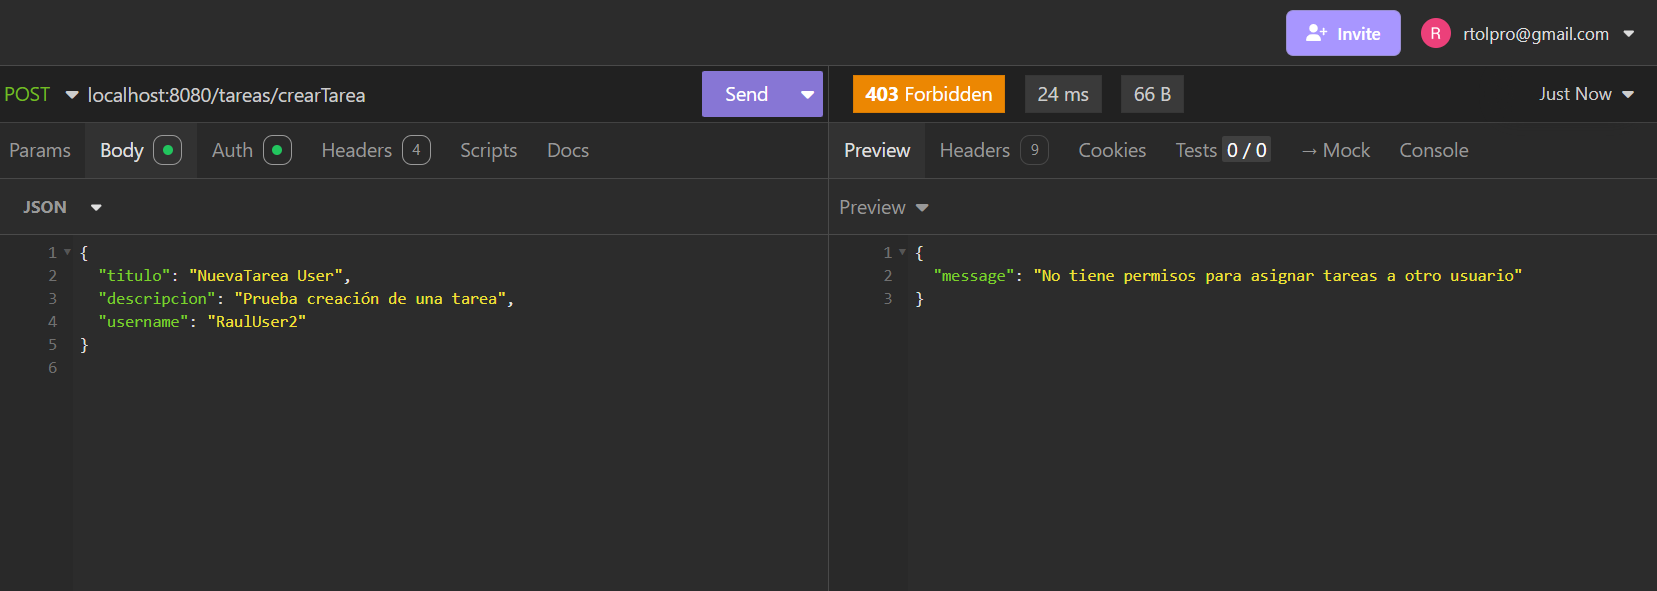 Invite
R rtolpro@gmail.com
POST localhost:8080/tareas/crearTarea Send
403 Forbidden 24 ms 66 B Just Now
Params Body Auth Headers 4 Scripts Docs
Preview Headers 9 Cookies Tests 0 / 0 → Mock Console
JSON
Preview
1 {
2 "titulo": "NuevaTarea User",
3 "descripcion": "Prueba creación de una tarea",
4 "username": "RaulUser2"
5 }
6
1 {
2 "message": "No tiene permisos para asignar tareas a otro usuario"
3 }